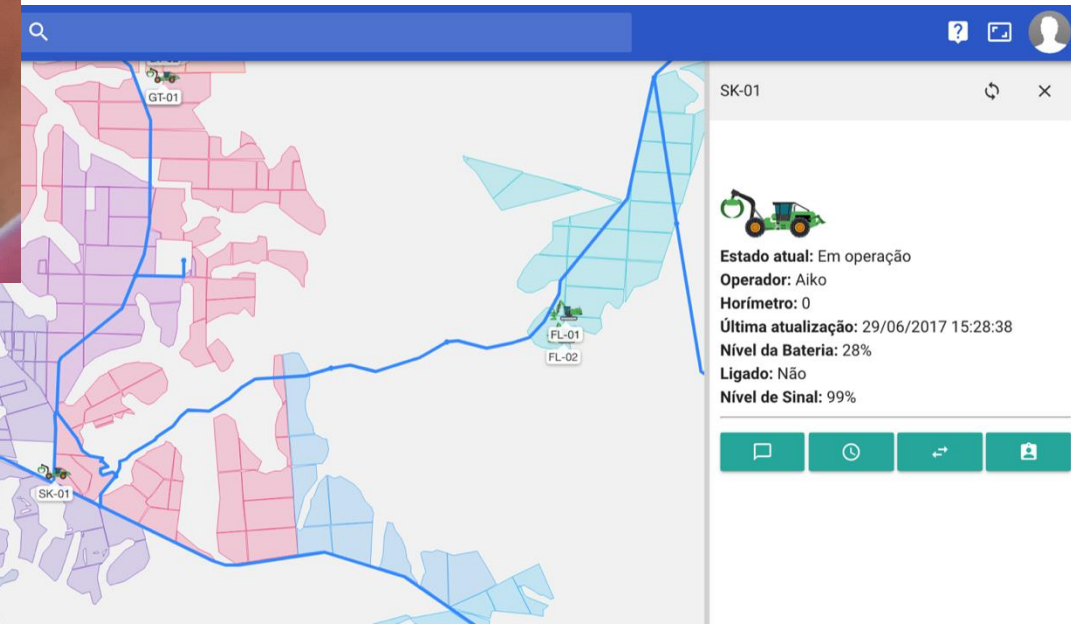 GT-01
FL-01
FL-02
SK-01
SK-01
Estado atual: Em operação
Operador: Aiko
Horímetro: 0
Última atualização: 29/06/2017 15:28:38
Nível da Bateria: 28%
Ligado: Não
Nível de Sinal: 99%